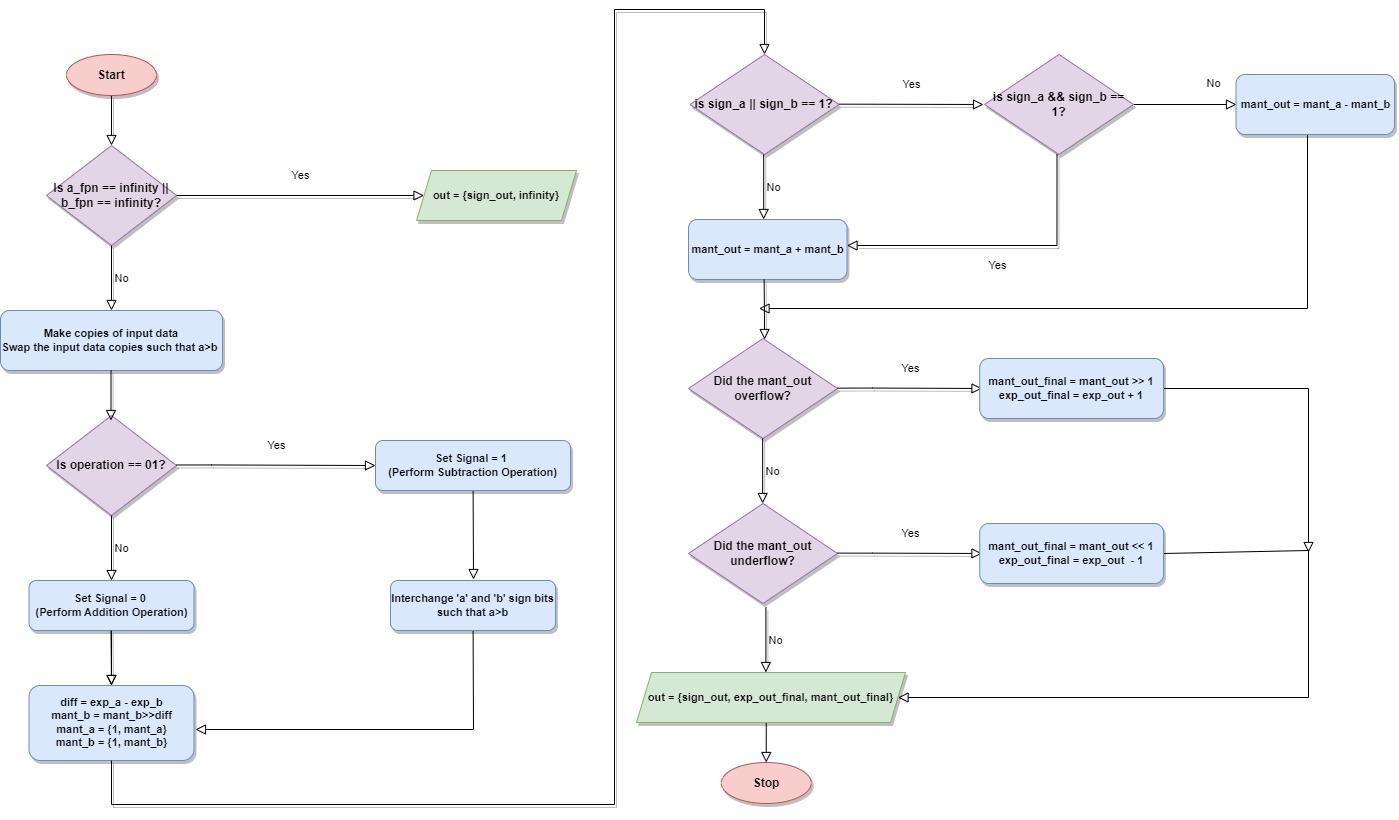 Start
Is a_fpn == infinity ||
b_fpn == infinity?
Yes
out = {sign_out, infinity}
No
Make copies of input data
Swap the input data copies such that a>b
Is operation == 01?
Yes
Set Signal = 1
(Perform Subtraction Operation)
No
Set Signal = 0
(Perform Addition Operation)
Interchange 'a' and 'b' sign bits
such that a>b
diff = exp_a - exp_b
mant_b = mant_b>>diff
mant_a = {1, mant_a}
mant_b = {1, mant_b}
is sign_a || sign_b == 1?
Yes
is sign_a && sign_b ==
1?
No
mant_out = mant_a - mant_b
No
mant_out = mant_a + mant_b
Yes
Did the mant_out
overflow?
Yes
mant_out_final = mant_out >> 1
exp_out_final = exp_out + 1
No
Did the mant_out
underflow?
Yes
mant_out_final = mant_out << 1
exp_out_final = exp_out - 1
No
out = {sign_out, exp_out_final, mant_out_final}
Stop